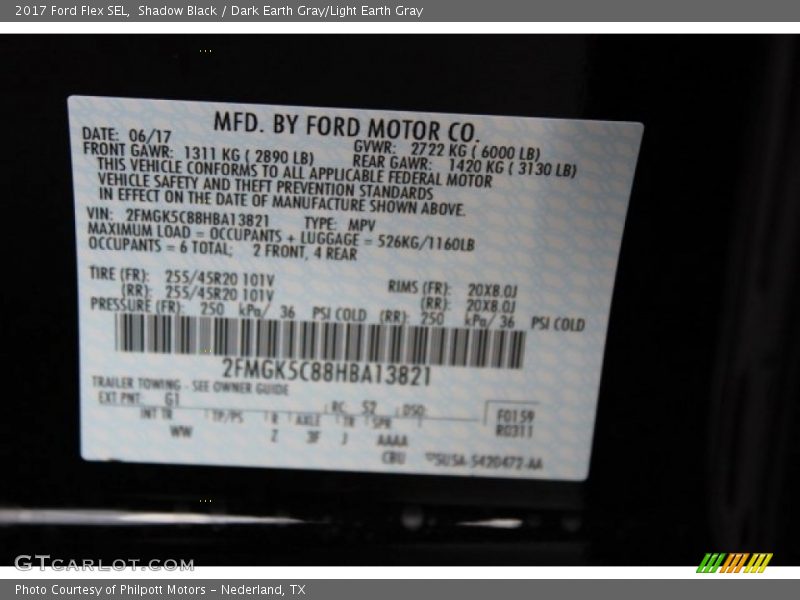 2017 Ford Flex SEL, Shadow Black / Dark Earth Gray/Light Earth Gray
MFD. BY FORD MOTOR CO.
DATE: 06/17 GVWR: 2722 KG ( 6000 LB)
FRONT GAWR: 1311 KG ( 2890 LB) REAR GAWR: 1420 KG ( 3130 LB)
THIS VEHICLE CONFORMS TO ALL APPLICABLE FEDERAL MOTOR
VEHICLE SAFETY AND THEFT PREVENTION STANDARDS
IN EFFECT ON THE DATE OF MANUFACTURE SHOWN ABOVE.
VIN: 2FMGK5C88HBA13821 TYPE: MPV
MAXIMUM LOAD = OCCUPANTS + LUGGAGE = 526KG/1160LB
OCCUPANTS = 6 TOTAL; 2 FRONT, 4 REAR
TIRE (FR): 255/45R20 101V RIMS (FR): 20X8.0J
(RR): 255/45R20 101V (RR): 20X8.0J
PRESSURE (FR): 250 kPa/ 36 PSI COLD (RR): 250 kPa/ 36 PSI COLD
2FMGK5C88HBA13821
TRAILER TOWING - SEE OWNER GUIDE
EXT PNT: G1 RC: 52 DSO: F0159
INT TR TP/PS R AXLE TR SPR R0311
WW Z 3F J AAAA
CBU 5U5A-5420472-AA
GTCARLOT.COM
Photo Courtesy of Philpott Motors - Nederland, TX